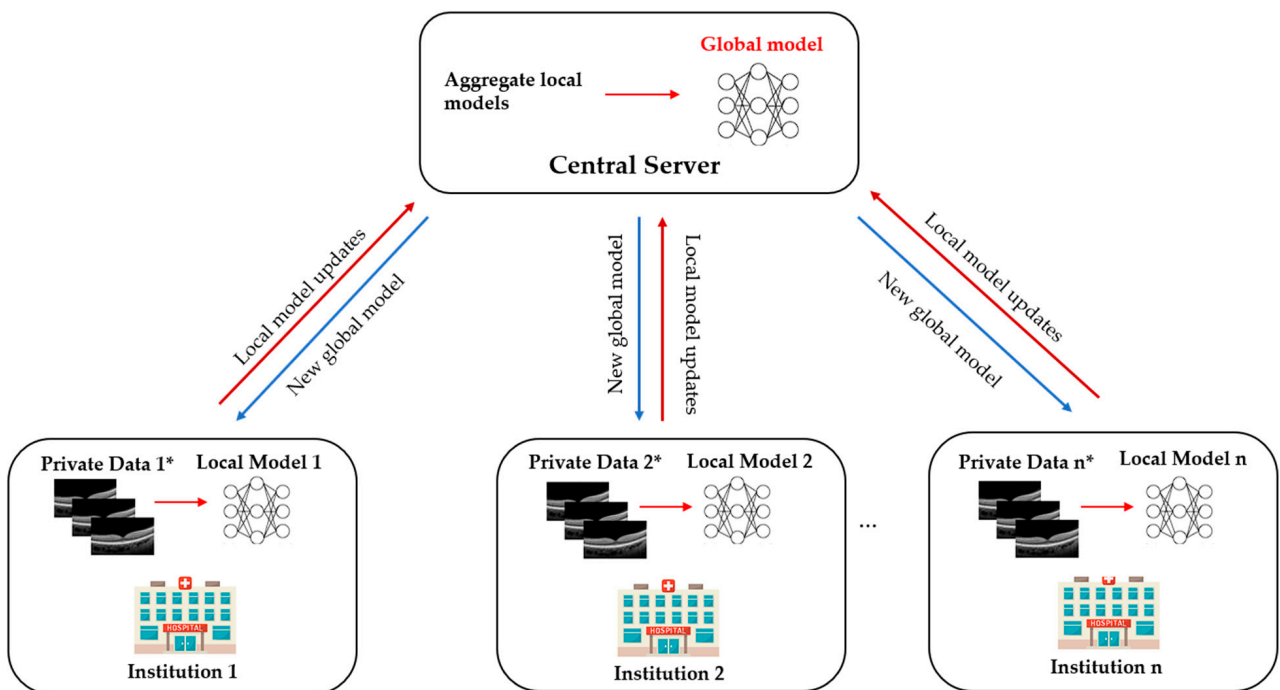 Global model
Aggregate local
models
Central Server
Local model updates
New global model
New global model
Local model updates
Local model updates
New global model
Private Data 1*
Local Model 1
HOSPITAL
Institution 1
Private Data 2*
Local Model 2
HOSPITAL
Institution 2
...
Private Data n*
Local Model n
HOSPITAL
Institution n